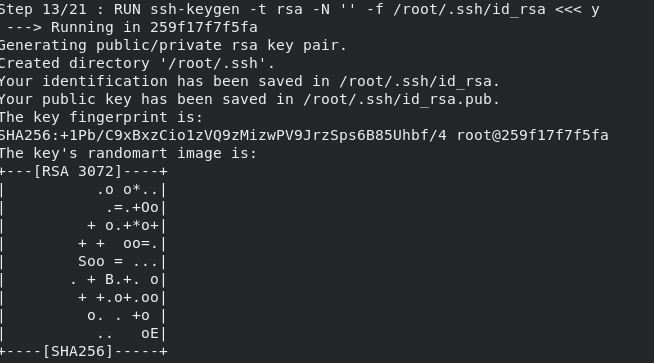 Step 13/21 : RUN ssh-keygen -t rsa -N '' -f /root/.ssh/id_rsa <<< y
 ---> Running in 259f17f7f5fa
Generating public/private rsa key pair.
Created directory '/root/.ssh'.
Your identification has been saved in /root/.ssh/id_rsa.
Your public key has been saved in /root/.ssh/id_rsa.pub.
The key fingerprint is:
SHA256:+1Pb/C9xBxzCio1zVQ9zMizwPV9JrzSps6B85Uhbf/4 root@259f17f7f5fa
The key's randomart image is:
+---[RSA 3072]----+
|          .o o*..|
|           .=.+Oo|
|         + o.+*o+|
|        + +  oo=.|
|        Soo = ...|
|       . + B.+. o|
|        + +.o+.oo|
|         o. . +o |
|          ..   oE|
+----[SHA256]-----+